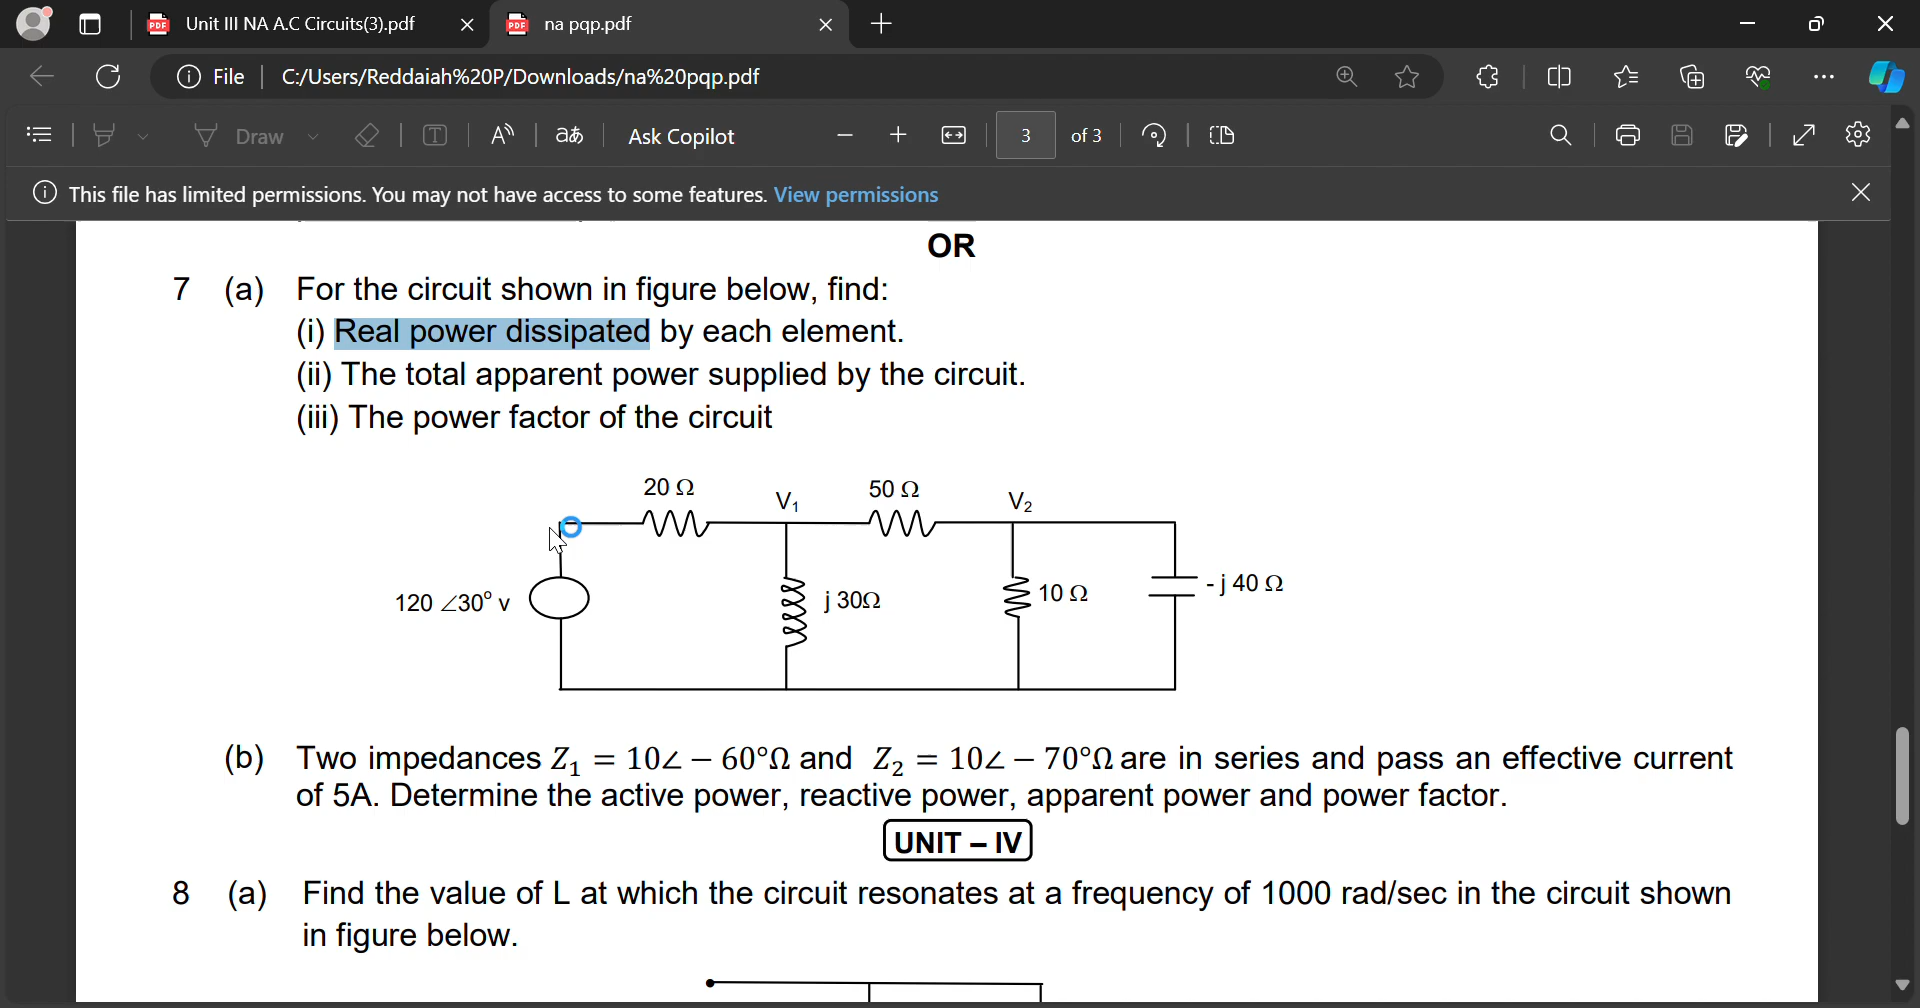 Unit III NA A.C Circuits(3).pdf
na pqp.pdf
File
C:/Users/Reddaiah%20P/Downloads/na%20pqp.pdf
Draw
T
A
aあ
Ask Copilot
3
of 3
This file has limited permissions. You may not have access to some features. View permissions
OR
7 (a) For the circuit shown in figure below, find:
(i) Real power dissipated by each element.
(ii) The total apparent power supplied by the circuit.
(iii) The power factor of the circuit
20 Ω
V₁
50 Ω
V₂
120 ∠30° v
j 30Ω
10 Ω
- j 40 Ω
(b) Two impedances Z₁ = 10∠ − 60°Ω and Z₂ = 10∠ − 70°Ω are in series and pass an effective current
of 5A. Determine the active power, reactive power, apparent power and power factor.
UNIT – IV
8 (a) Find the value of L at which the circuit resonates at a frequency of 1000 rad/sec in the circuit shown
in figure below.